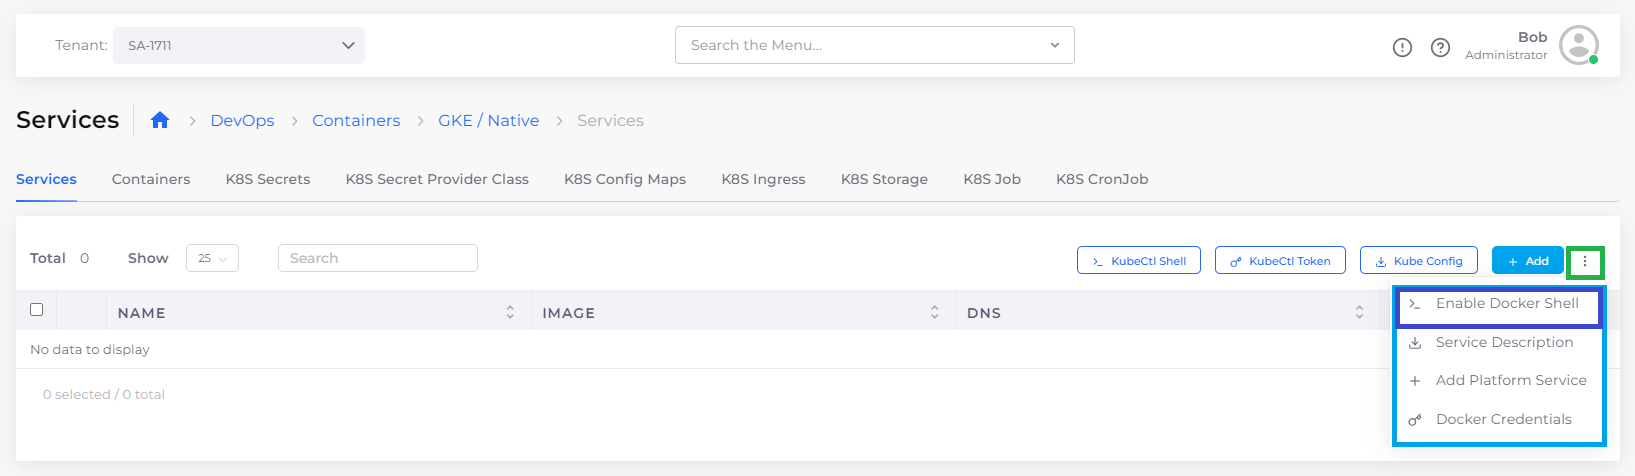 Tenant: SA-1711 Search the Menu... Bob
Administrator
Services DevOps Containers GKE / Native Services
Services Containers K8S Secrets K8S Secret Provider Class K8S Config Maps K8S Ingress K8S Storage K8S Job K8S CronJob
Total 0 Show 25 Search KubeCtl Shell KubeCtl Token Kube Config Add
NAME IMAGE DNS
Enable Docker Shell
No data to display
Service Description
Add Platform Service
0 selected / 0 total
Docker Credentials